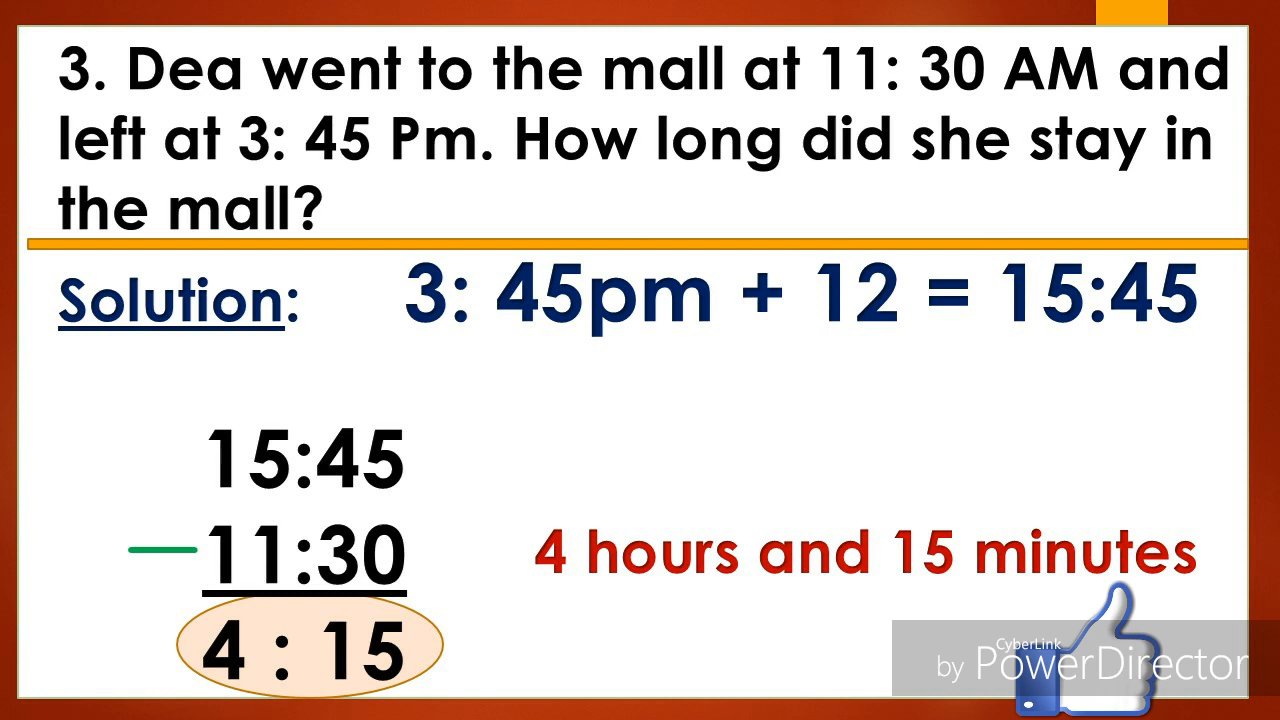 3. Dea went to the mall at 11: 30 AM and
left at 3: 45 Pm. How long did she stay in
the mall?
Solution: 3: 45pm + 12 = 15:45
15:45
— 11:30
4 hours and 15 minutes
4 : 15
CyberLink
by PowerDirector